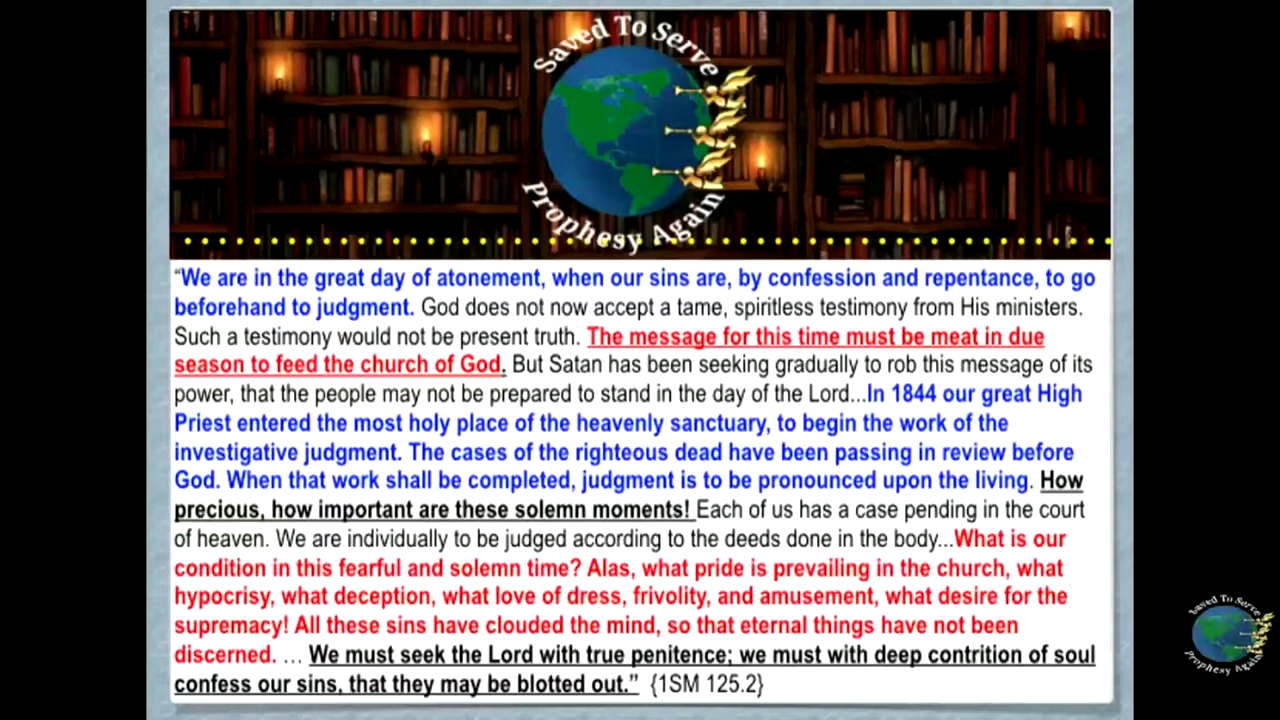 Saved To Serve
Prophesy Again
“We are in the great day of atonement, when our sins are, by confession and repentance, to go
beforehand to judgment. God does not now accept a tame, spiritless testimony from His ministers.
Such a testimony would not be present truth. The message for this time must be meat in due
season to feed the church of God. But Satan has been seeking gradually to rob this message of its
power, that the people may not be prepared to stand in the day of the Lord...In 1844 our great High
Priest entered the most holy place of the heavenly sanctuary, to begin the work of the
investigative judgment. The cases of the righteous dead have been passing in review before
God. When that work shall be completed, judgment is to be pronounced upon the living. How
precious, how important are these solemn moments! Each of us has a case pending in the court
of heaven. We are individually to be judged according to the deeds done in the body...What is our
condition in this fearful and solemn time? Alas, what pride is prevailing in the church, what
hypocrisy, what deception, what love of dress, frivolity, and amusement, what desire for the
supremacy! All these sins have clouded the mind, so that eternal things have not been
discerned. ... We must seek the Lord with true penitence; we must with deep contrition of soul
confess our sins, that they may be blotted out.” {1SM 125.2}
Saved To Serve
Prophesy Again